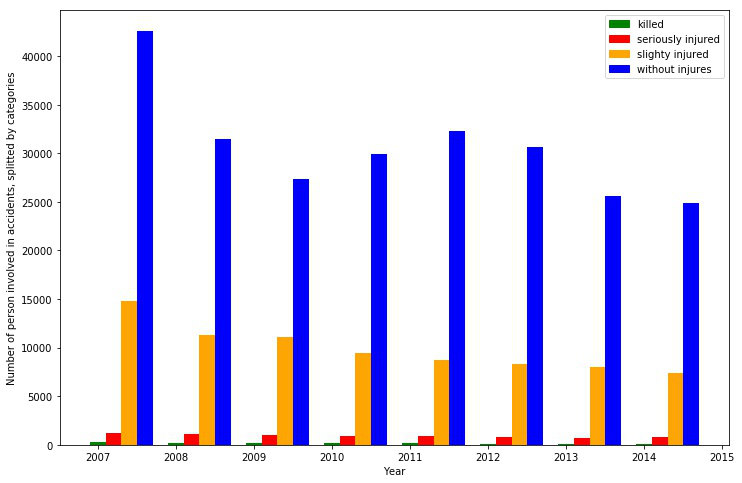 killed
seriously injured
slighty injured
without injures
Number of person involved in accidents, splitted by categories
40000
35000
30000
25000
20000
15000
10000
5000
0
2007 2008 2009 2010 2011 2012 2013 2014 2015
Year